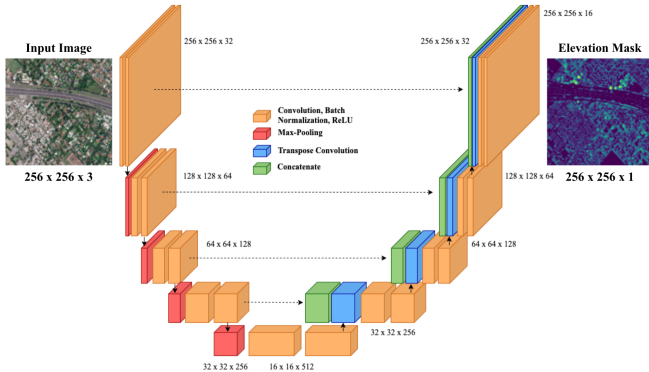 256 x 256 x 16
256 x 256 x 32
256 x 256 x 32
Input Image
Elevation Mask
Convolution, Batch
Normalization, ReLU
Max-Pooling
Transpose Convolution
Concatenate
256 x 256 x 3
128 x 128 x 64
128 x 128 x 64
256 x 256 x 1
64 x 64 x 128
64 x 64 x 128
32 x 32 x 256
32 x 32 x 256
16 x 16 x 512